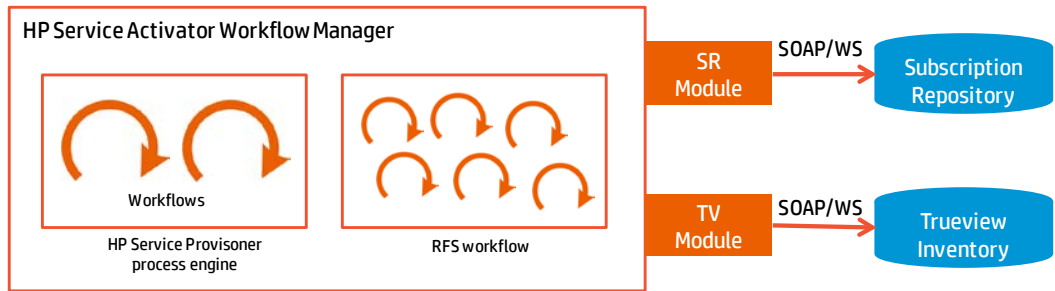 HP Service Activator Workflow Manager
Workflows
HP Service Provisoner
process engine
RFS workflow
SR
Module
SOAP/WS
Subscription
Repository
TV
Module
SOAP/WS
Trueview
Inventory